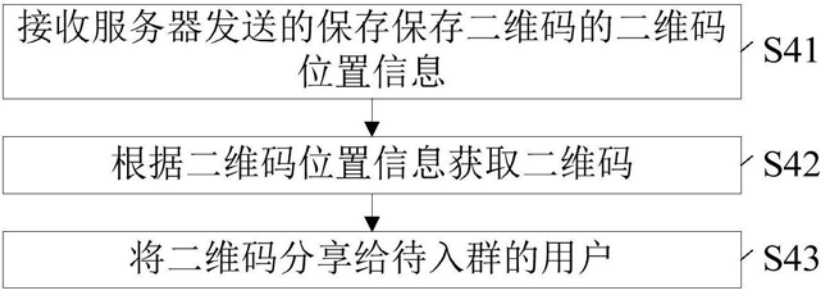 接收服务器发送的保存保存二维码的二维码
位置信息
S41
根据二维码位置信息获取二维码
S42
将二维码分享给待入群的用户
S43